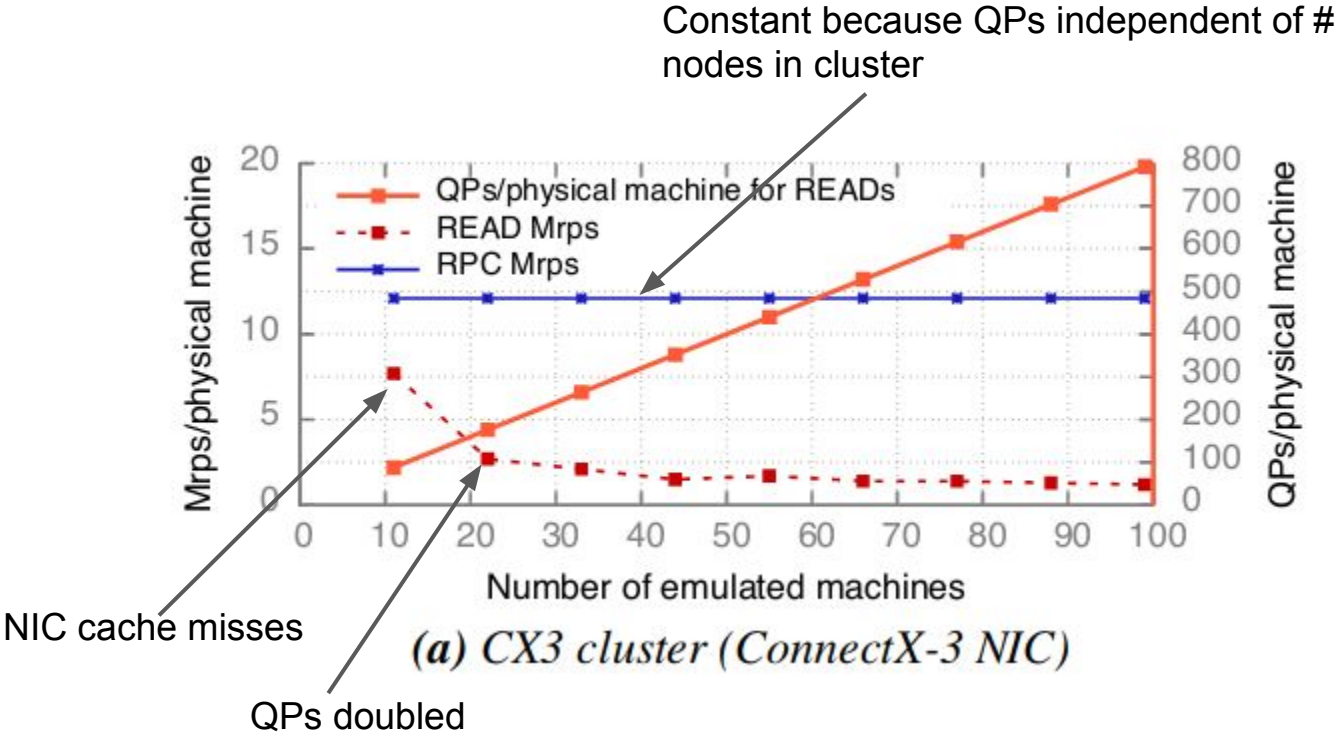 Constant because QPs independent of #
nodes in cluster
Mrps/physical machine
20
15
10
5
0
QPs/physical machine for READs
READ Mrps
RPC Mrps
800
700
600
500
400
300
200
100
0
QPs/physical machine
0 10 20 30 40 50 60 70 80 90 100
Number of emulated machines
NIC cache misses
(a) CX3 cluster (ConnectX-3 NIC)
QPs doubled